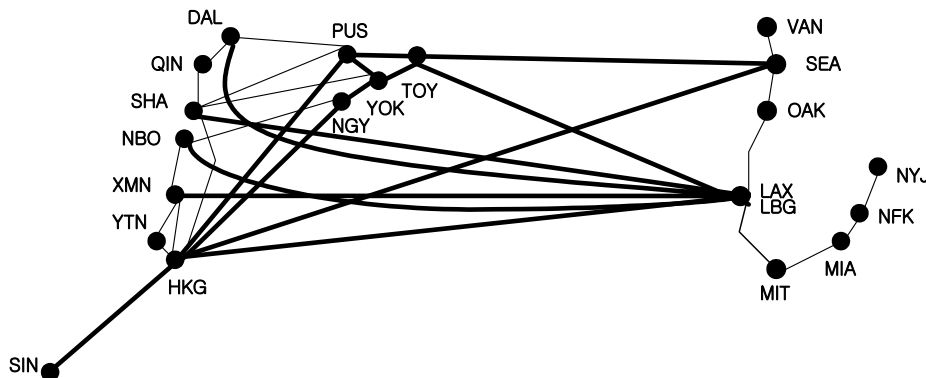 DAL
PUS
VAN
QIN
SEA
TOY
SHA
YOK
OAK
NGY
NBO
XMN
NYJ
LAX
LBG
YTN
NFK
MIA
HKG
MIT
SIN